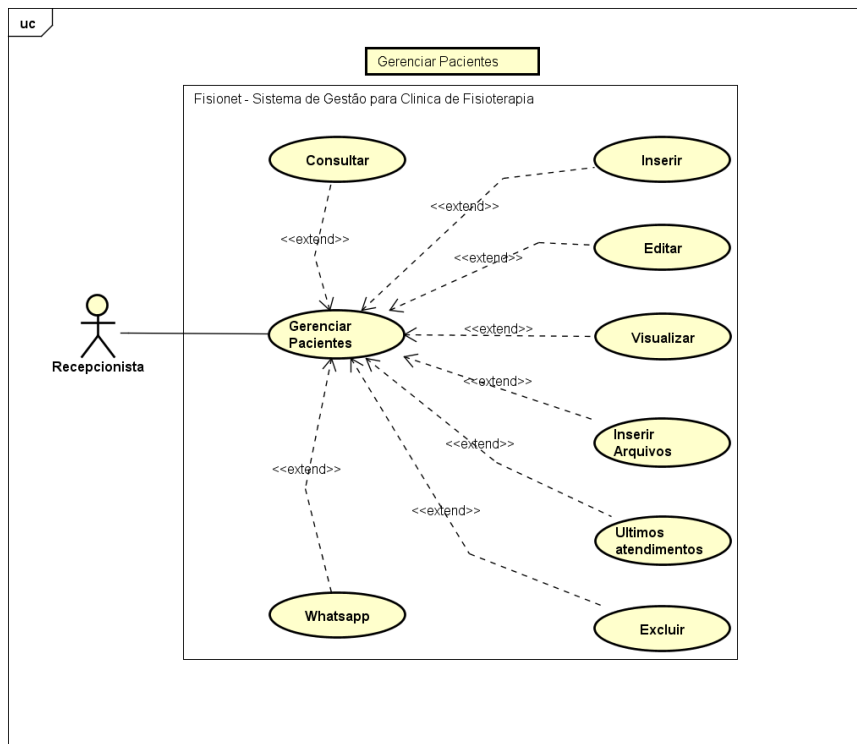 uc
Gerenciar Pacientes
Fisionet - Sistema de Gestão para Clinica de Fisioterapia
Consultar
Inserir
<<extend>>
<<extend>>
Editar
<<extend>>
Gerenciar
Pacientes
<<extend>>
Visualizar
Recepcionista
<<extend>>
Inserir
Arquivos
<<extend>>
<<extend>>
<<extend>>
Ultimos
atendimentos
Whatsapp
Excluir